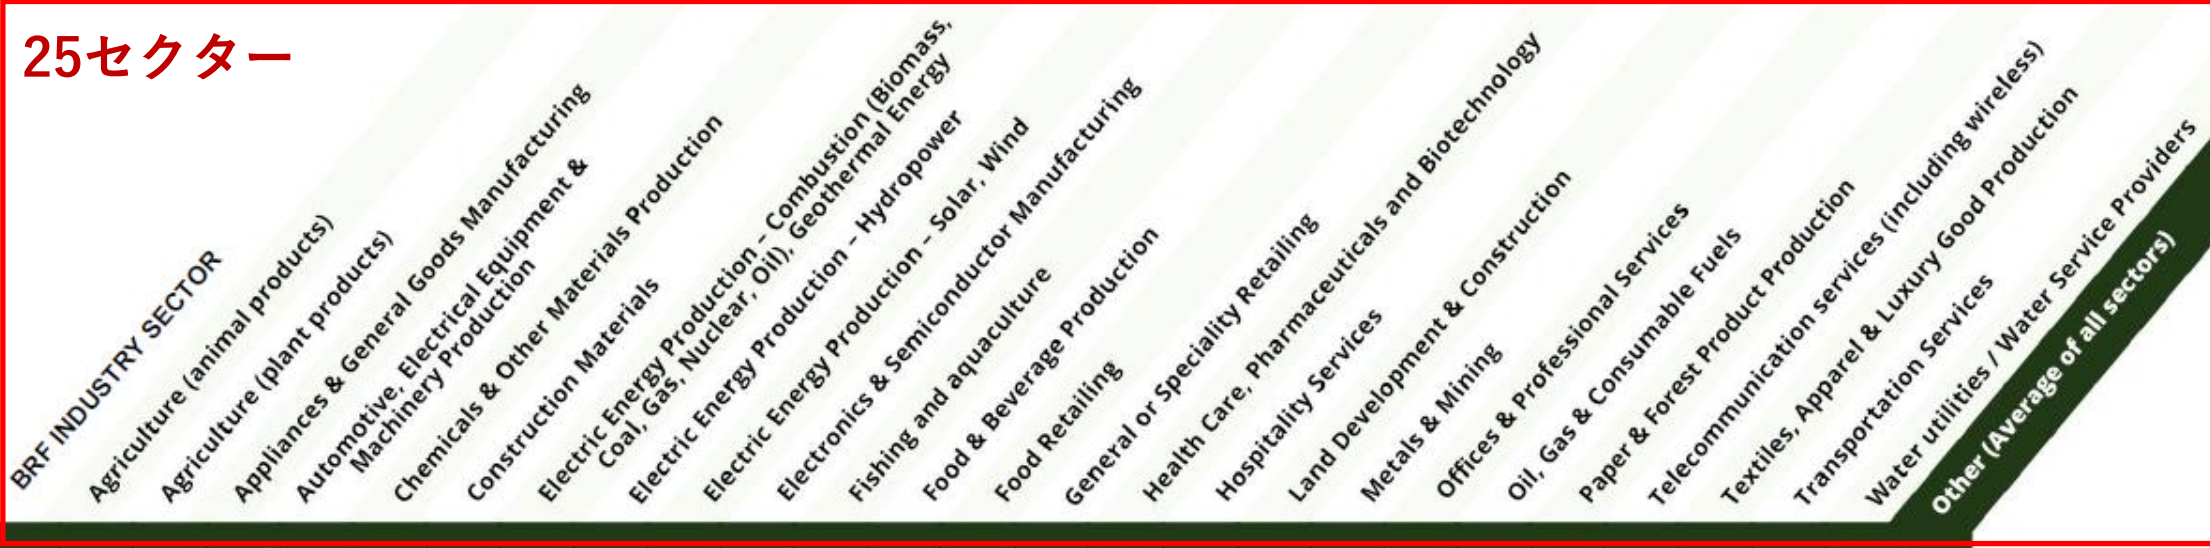 25セクター
BRF INDUSTRY SECTOR
Agriculture (animal products)
Agriculture (plant products)
Appliances & General Goods Manufacturing
Automotive, Electrical Equipment &
Machinery Production
Chemicals & Other Materials Production
Construction Materials
Electric Energy Production – Combustion (Biomass,
Coal, Gas, Nuclear, Oil), Geothermal Energy
Electric Energy Production – Hydropower
Electric Energy Production – Solar, Wind
Electronics & Semiconductor Manufacturing
Fishing and aquaculture
Food & Beverage Production
Food Retailing
General or Speciality Retailing
Health Care, Pharmaceuticals and Biotechnology
Hospitality Services
Land Development & Construction
Metals & Mining
Offices & Professional Services
Oil, Gas & Consumable Fuels
Paper & Forest Product Production
Telecommunication services (including wireless)
Textiles, Apparel & Luxury Good Production
Transportation Services
Water utilities / Water Service Providers
Other (Average of all sectors)